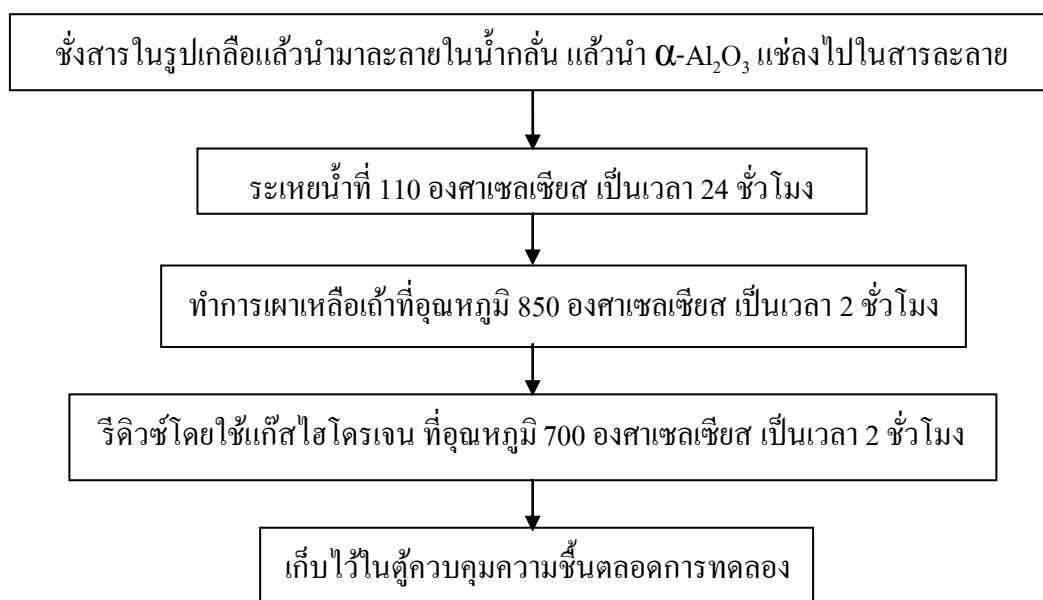 ชั่งสารในรูปเกลือแล้วนำมาละลายในน้ำกลั่น แล้วนำ α-Al₂O₃ แช่ลงไปในสารละลาย
ระเหยน้ำที่ 110 องศาเซลเซียส เป็นเวลา 24 ชั่วโมง
ทำการเผาเหลือเถ้าที่อุณหภูมิ 850 องศาเซลเซียส เป็นเวลา 2 ชั่วโมง
รีดิวซ์โดยใช้แก๊สไฮโดรเจน ที่อุณหภูมิ 700 องศาเซลเซียส เป็นเวลา 2 ชั่วโมง
เก็บไว้ในตู้ควบคุมความชื้นตลอดการทดลอง